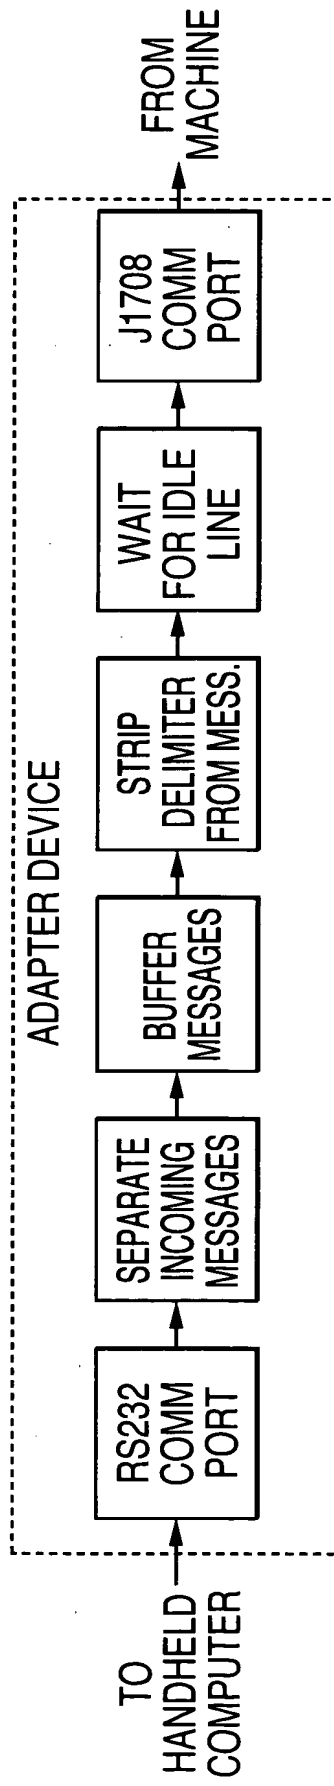 ADAPTER DEVICE
TO
HANDHELD
COMPUTER
RS232
COMM
PORT
SEPARATE
INCOMING
MESSAGES
BUFFER
MESSAGES
STRIP
DELIMITER
FROM MESS.
WAIT
FOR IDLE
LINE
J1708
COMM
PORT
FROM
MACHINE